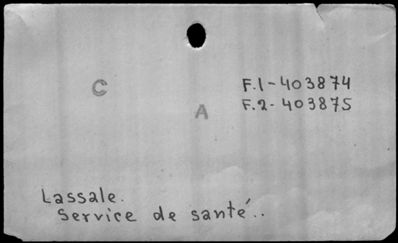 F.1-403874
C
A
F.2-403875
Lassale.
Service de santé..